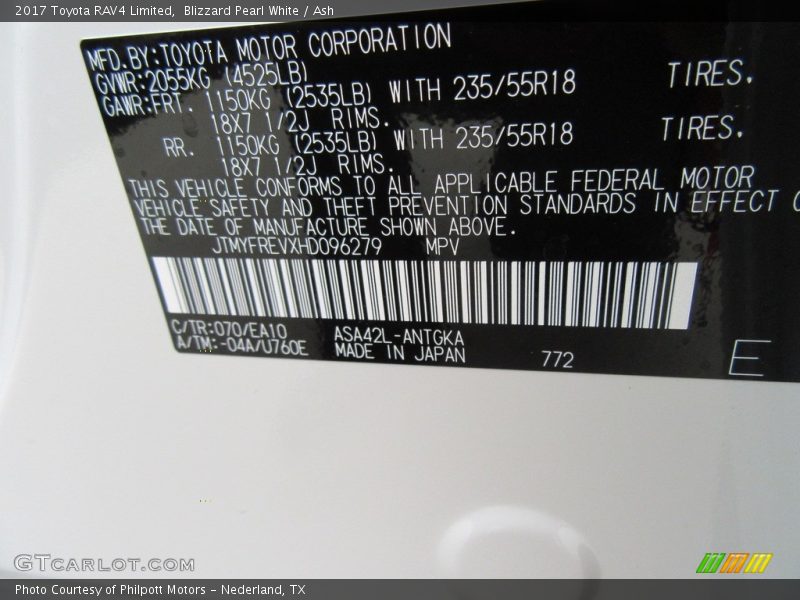 2017 Toyota RAV4 Limited,  Blizzard Pearl White / Ash
MFD.BY:TOYOTA MOTOR CORPORATION
GVWR:2055KG (4525LB)
GAWR:FRT. 1150KG (2535LB) WITH 235/55R18 TIRES.
18X7 1/2J RIMS.
RR. 1150KG (2535LB) WITH 235/55R18 TIRES.
18X7 1/2J RIMS.
THIS VEHICLE CONFORMS TO ALL APPLICABLE FEDERAL MOTOR
VEHICLE SAFETY AND THEFT PREVENTION STANDARDS IN EFFECT O
THE DATE OF MANUFACTURE SHOWN ABOVE.
JTMYFREVXHD096279 MPV
C/TR:070/EA10 ASA42L-ANTGKA
A/TM:-04A/U760E MADE IN JAPAN 772 E
GTCARLOT.COM
Photo Courtesy of Philpott Motors - Nederland, TX